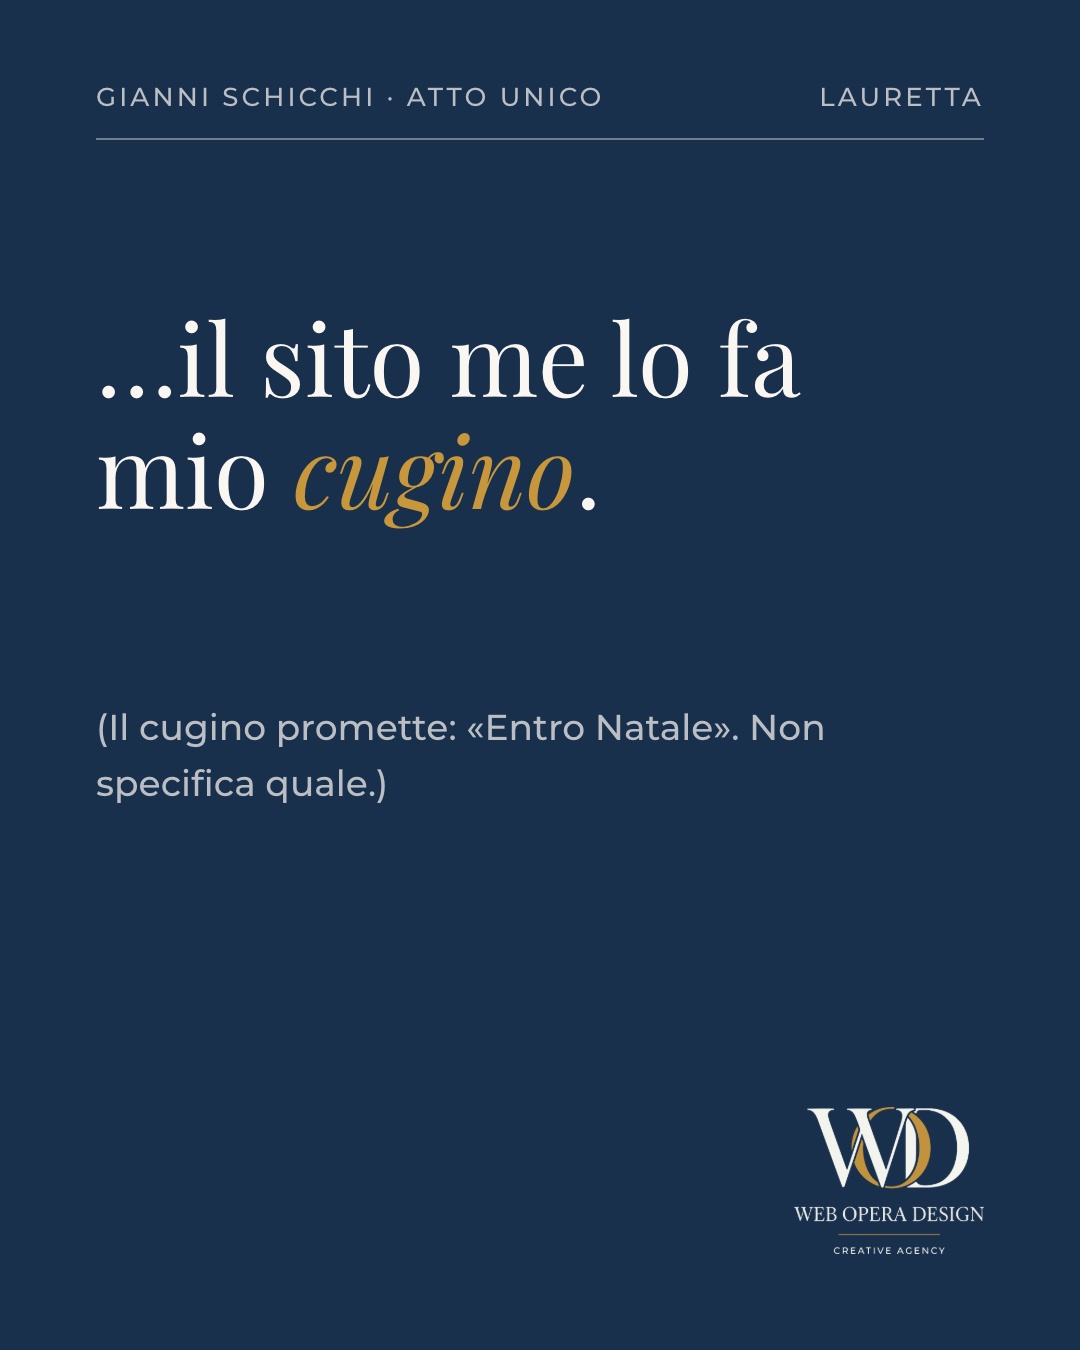 GIANNI SCHICCHI · ATTO UNICO
LAURETTA
...il sito me lo fa
mio cugino.
(Il cugino promette: «Entro Natale». Non
specifica quale.)
WOD
WEB OPERA DESIGN
CREATIVE AGENCY